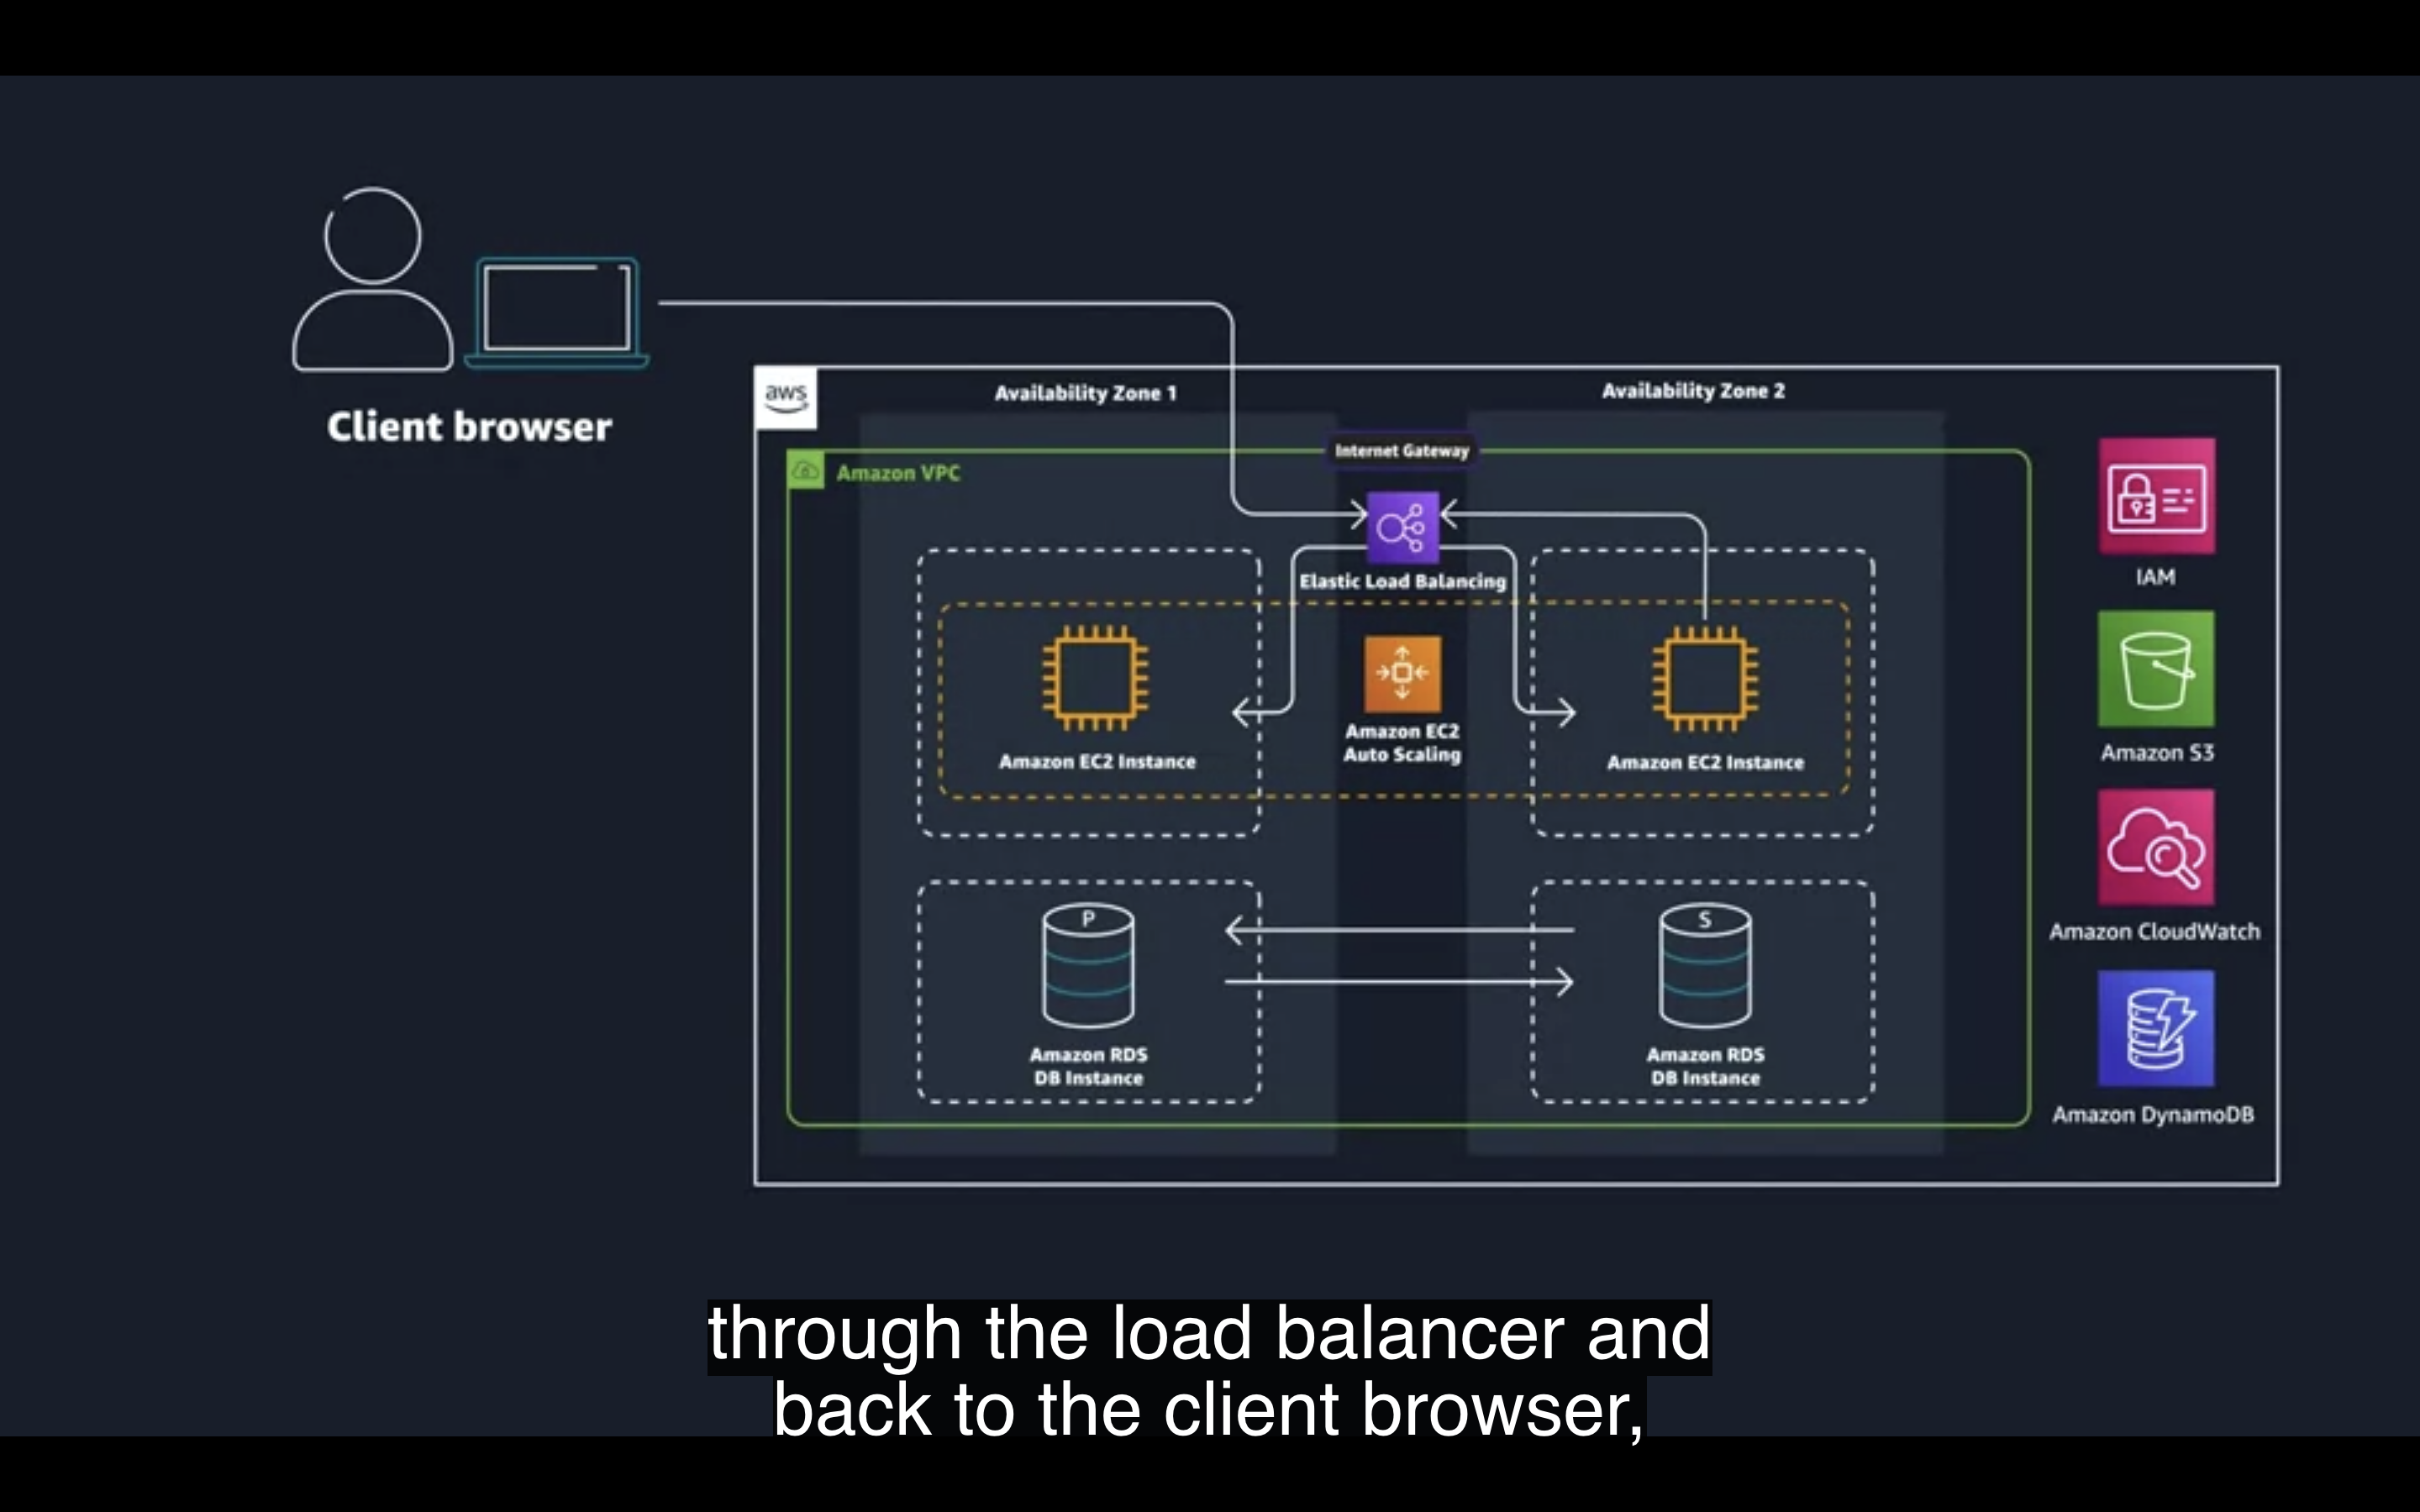 Client browser
aws
Availability Zone 1
Availability Zone 2
Internet Gateway
Amazon VPC
Elastic Load Balancing
Amazon EC2 Instance
Amazon EC2
Auto Scaling
Amazon EC2 Instance
P
Amazon RDS
DB Instance
S
Amazon RDS
DB Instance
IAM
Amazon S3
Amazon CloudWatch
Amazon DynamoDB
through the load balancer and
back to the client browser,